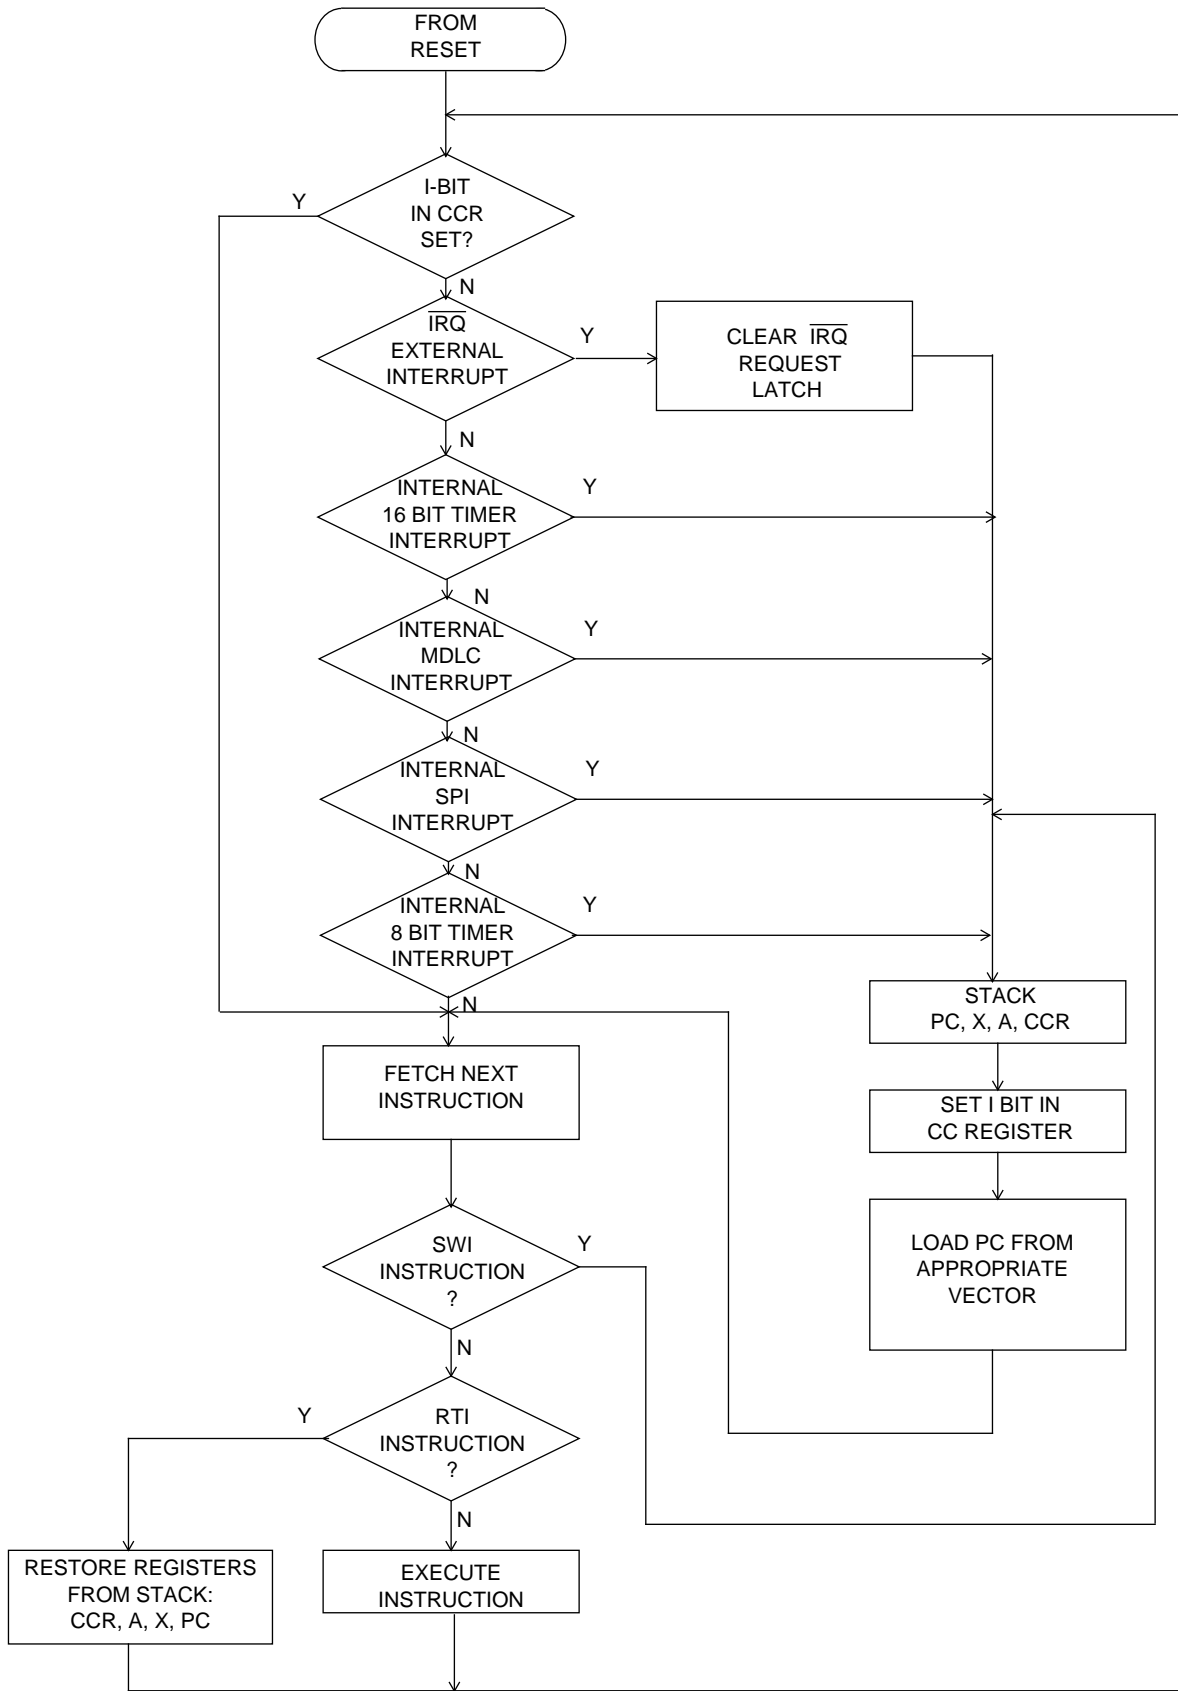 FROM
RESET
I-BIT
IN CCR
SET?
Y
N
IRQ
EXTERNAL
INTERRUPT
Y
CLEAR IRQ
REQUEST
LATCH
N
INTERNAL
16 BIT TIMER
INTERRUPT
Y
N
INTERNAL
MDLC
INTERRUPT
Y
N
INTERNAL
SPI
INTERRUPT
Y
N
INTERNAL
8 BIT TIMER
INTERRUPT
Y
N
STACK
PC, X, A, CCR
FETCH NEXT
INSTRUCTION
SET I BIT IN
CC REGISTER
SWI
INSTRUCTION
?
Y
LOAD PC FROM
APPROPRIATE
VECTOR
N
RTI
INSTRUCTION
?
Y
N
RESTORE REGISTERS
FROM STACK:
CCR, A, X, PC
EXECUTE
INSTRUCTION